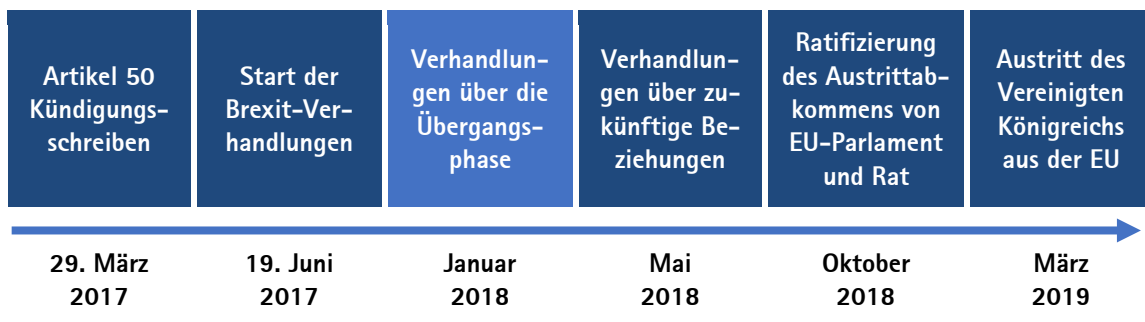 Artikel 50
Kündigungs-
schreiben
Start der
Brexit-Ver-
handlungen
Verhandlun-
gen über die
Übergangs-
phase
Verhandlun-
gen über zu-
künftige Be-
ziehungen
Ratifizierung
des Austrittab-
kommens von
EU-Parlament
und Rat
Austritt des
Vereinigten
Königreichs
aus der EU
29. März
2017
19. Juni
2017
Januar
2018
Mai
2018
Oktober
2018
März
2019